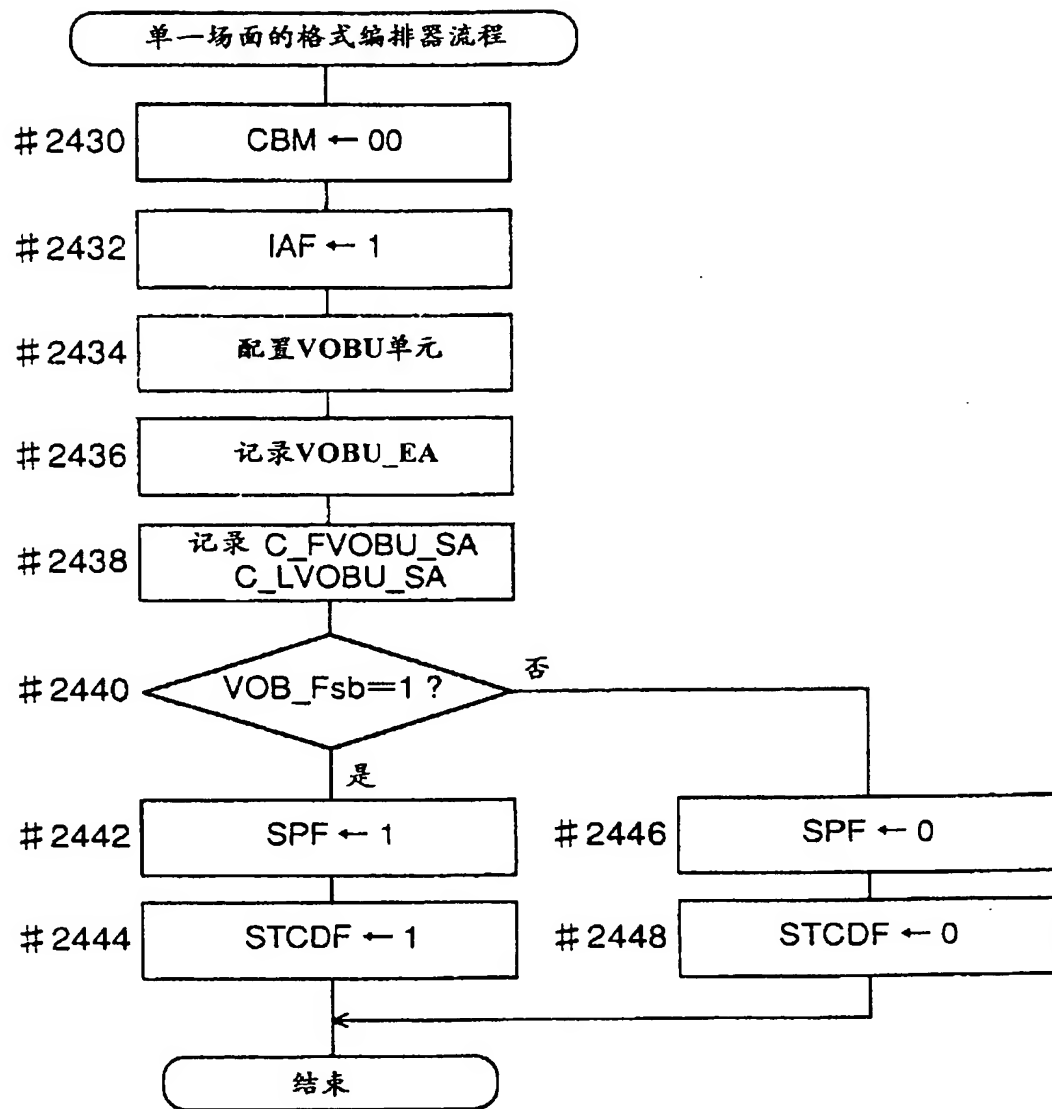 单一场面的格式编排器流程
#2430
CBM ← 00
#2432
IAF ← 1
#2434
配置VOBU单元
#2436
记录VOBU_EA
#2438
记录 C_FVOBU_SA
C_LVOBU_SA
#2440
VOB_Fsb=1 ?
否
是
#2442
SPF ← 1
#2446
SPF ← 0
#2444
STCDF ← 1
#2448
STCDF ← 0
结束